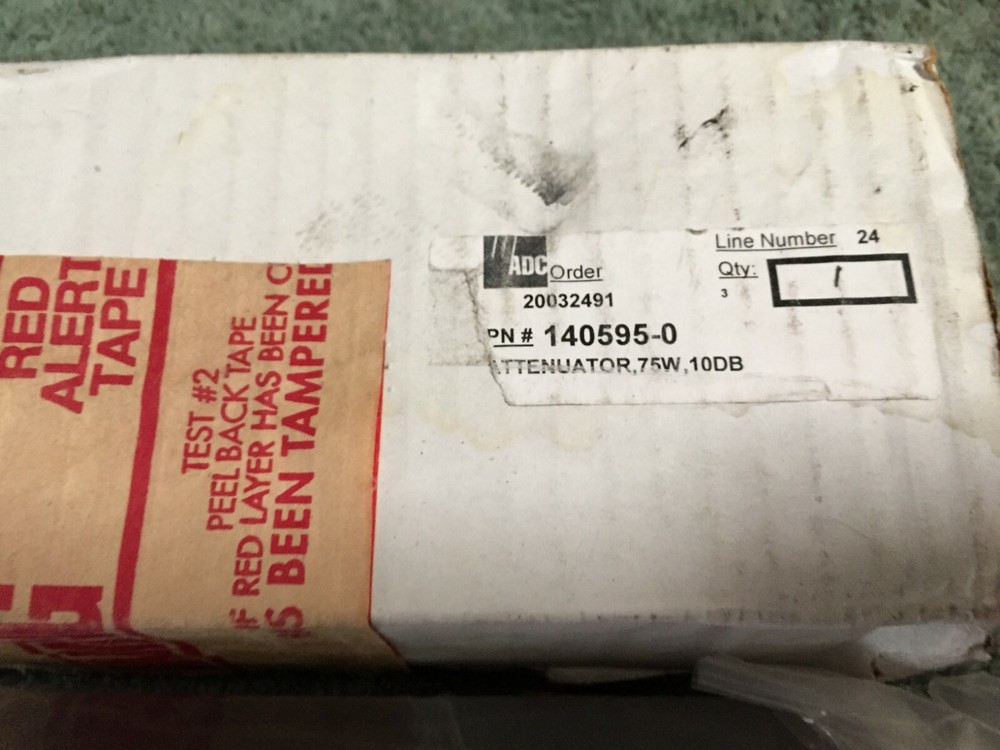 RED
ALERT
TAPE
TEST #2
PEEL BACK TAPE
IF RED LAYER HAS BEEN
BEEN TAMPERED
ADC
Order
20032491
Line Number 24
Qty: 1
3
PN # 140595-0
ATTENUATOR,75W,10DB